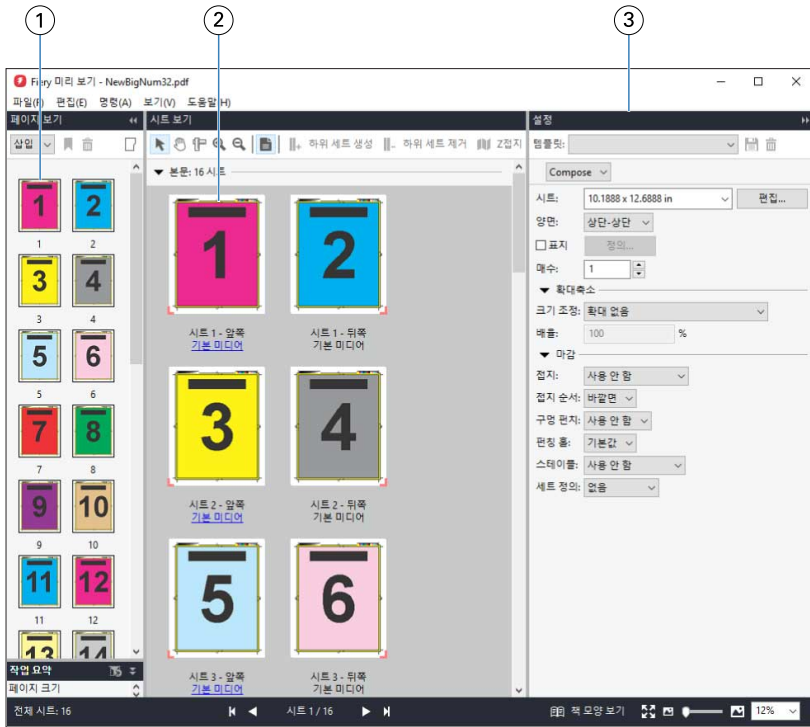 1 2 3
Fiery 미리 보기 - NewBigNum32.pdf
파일(F) 편집(E) 명령(A) 보기(V) 도움말(H)
페이지 보기
삽입
1 2
1 2
3 4
3 4
5 6
5 6
7 8
7 8
9 10
9 10
11 12
11 12
13 14
작업 요약
페이지 크기
시트 보기
하위 세트 생성 하위 세트 제거 Z접지
본문: 16 시트
1 2
시트 1 - 앞쪽 시트 1 - 뒤쪽
기본 미디어 기본 미디어
3 4
시트 2 - 앞쪽 시트 2 - 뒤쪽
기본 미디어 기본 미디어
5 6
시트 3 - 앞쪽 시트 3 - 뒤쪽
기본 미디어 기본 미디어
설정
템플릿:
Compose
시트: 10.1888 x 12.6888 in 편집...
양면: 상단-상단
표지 정의...
매수: 1
확대축소
크기 조정: 확대 없음
배율: 100 %
마감
접지: 사용 안 함
접지 순서: 바깥면
구멍 펀치: 사용 안 함
펀칭 홀: 기본값
스테이플: 사용 안 함
세트 정의: 없음
전체 시트: 16 시트 1 / 16 책 모양 보기 12%